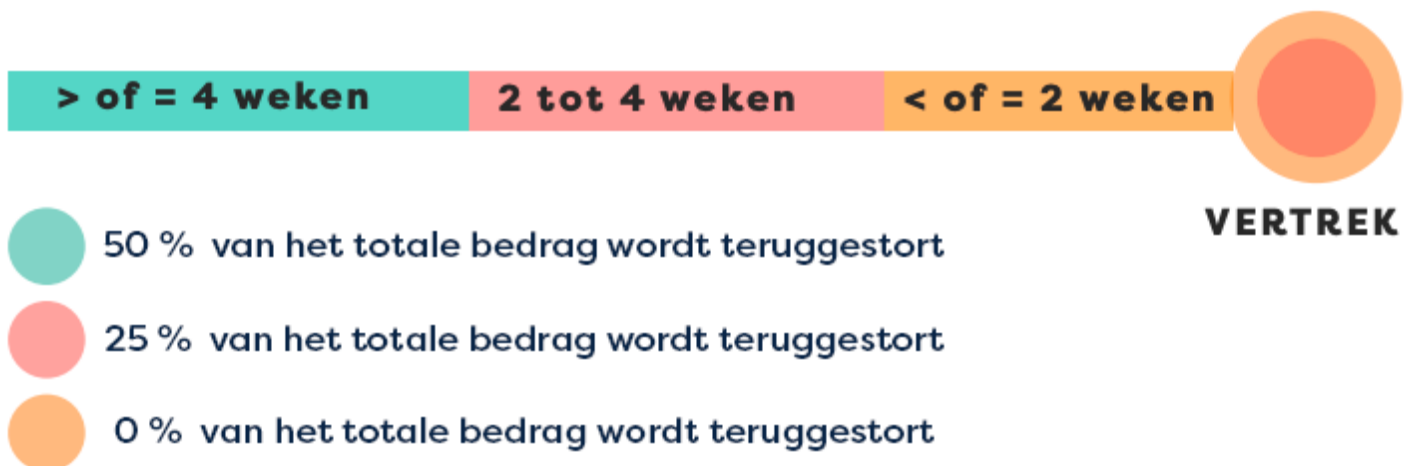 > of = 4 weken 2 tot 4 weken < of = 2 weken
VERTREK
50 % van het totale bedrag wordt teruggestort
25 % van het totale bedrag wordt teruggestort
0 % van het totale bedrag wordt teruggestort